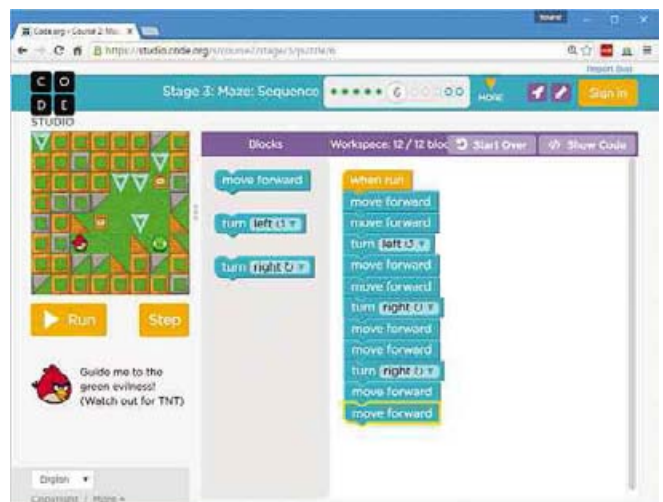 Code.org - Course 2: Ma
https://studio.code.org/s/course2/stage/3/puzzle/6
Report Bug
C O
D E
STUDIO
Stage 3: Maze: Sequence
6
MORE
Sign in
Blocks
Workspace: 12 / 12 bloc
Start Over
Show Code
move forward
turn left
turn right
when run
move forward
move forward
turn left
move forward
move forward
turn right
move forward
move forward
turn right
move forward
move forward
Run
Step
Guide me to the
green evilness!
(Watch out for TNT)
English
Copyright / More